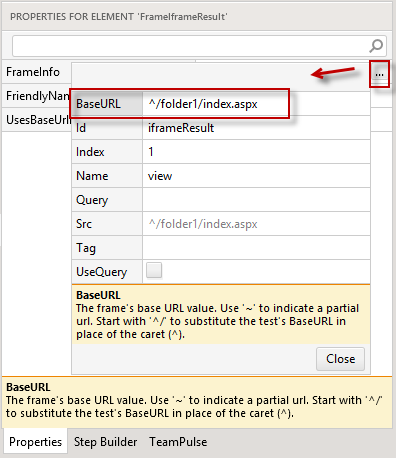 PROPERTIES FOR ELEMENT 'FrameIframeResult'
FrameInfo
...
FriendlyNam
UsesBaseUrl
BaseURL ^/folder1/index.aspx
Id iframeResult
Index 1
Name view
Query
Src ^/folder1/index.aspx
Tag
UseQuery
BaseURL
The frame's base URL value. Use '~' to indicate a partial
url. Start with '^/' to substitute the test's BaseURL in
place of the caret (^).
Close
BaseURL
The frame's base URL value. Use '~' to indicate a partial url. Start with '^/'
to substitute the test's BaseURL in place of the caret (^).
Properties Step Builder TeamPulse